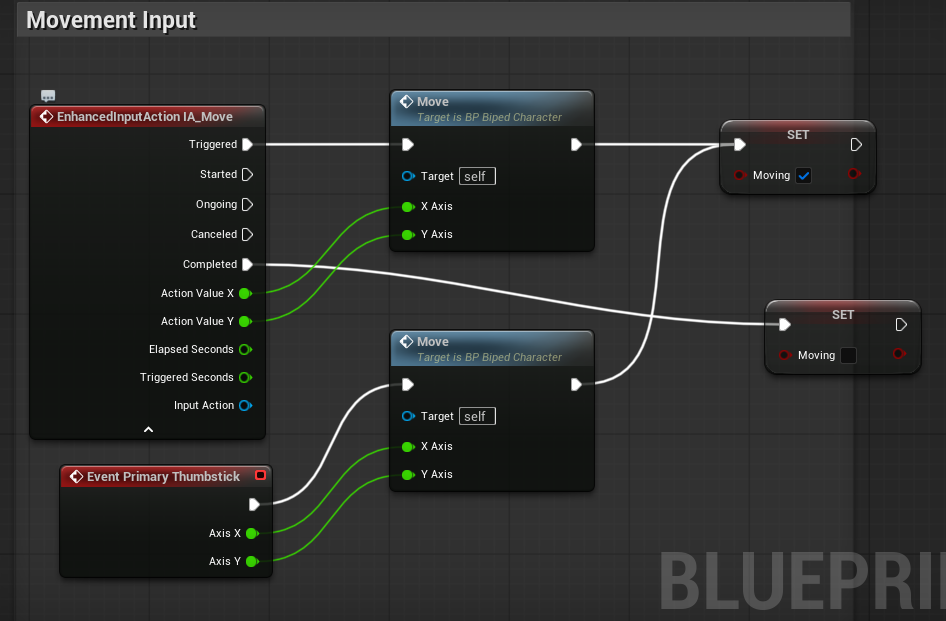 Movement Input
EnhancedInputAction IA_Move
Triggered
Started
Ongoing
Canceled
Completed
Action Value X
Action Value Y
Elapsed Seconds
Triggered Seconds
Input Action
Move
Target is BP Biped Character
Target self
X Axis
Y Axis
SET
Moving
SET
Moving
Move
Target is BP Biped Character
Target self
X Axis
Y Axis
Event Primary Thumbstick
Axis X
Axis Y
BLUEPRI